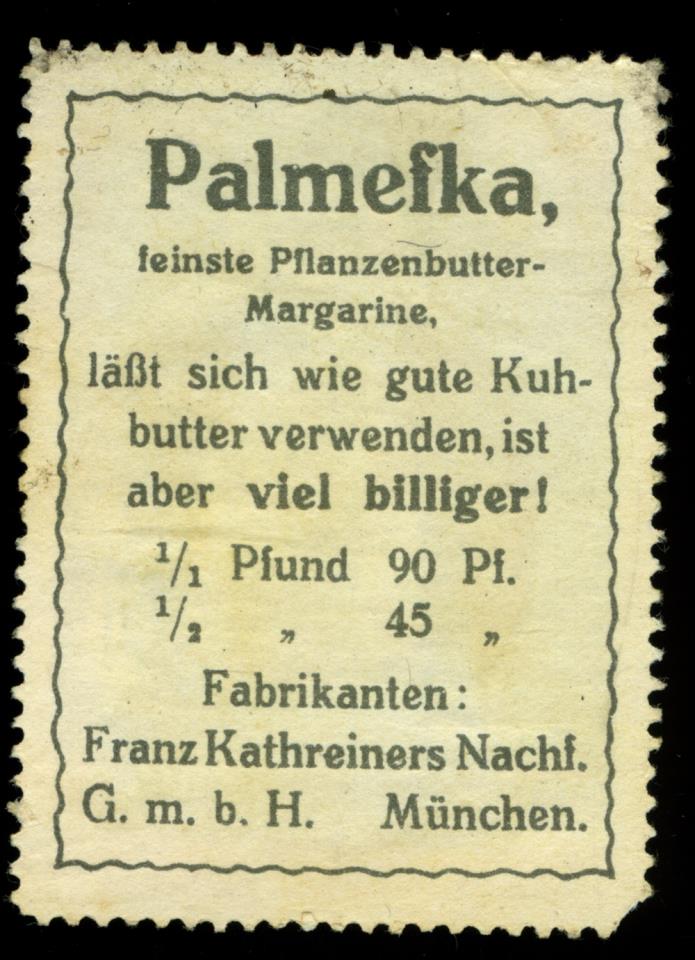 Palmefka,
feinste Pflanzenbutter-
Margarine,
läßt sich wie gute Kuh-
butter verwenden, ist
aber viel billiger!
1/1 Pfund 90 Pf.
1/2 „ 45 „
Fabrikanten:
Franz Kathreiners Nachf.
G. m. b. H. München.